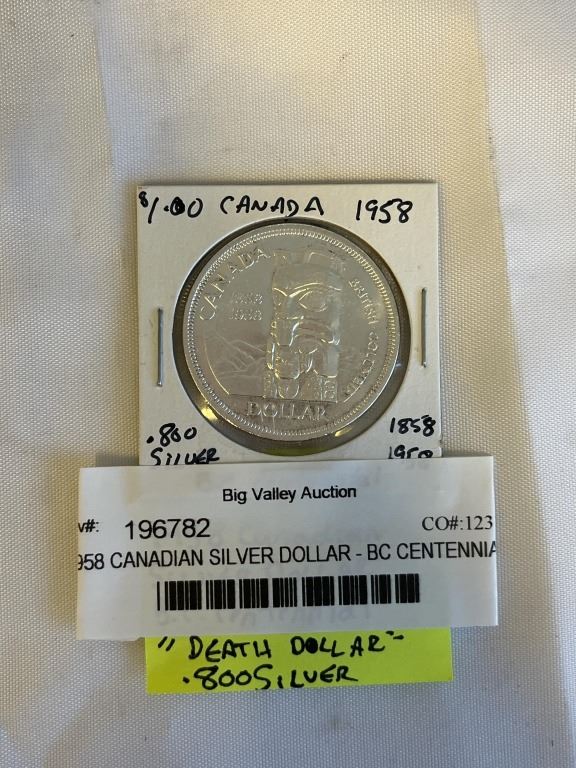 $1.00 CANADA 1958
CANADA
1858
1958
BRITISH COLUMBIA
DOLLAR
.800
SILVER
1858
Big Valley Auction
v#: 196782 CO#:123
958 CANADIAN SILVER DOLLAR - BC CENTENNIA
"DEATH DOLLAR"
.800 SILVER